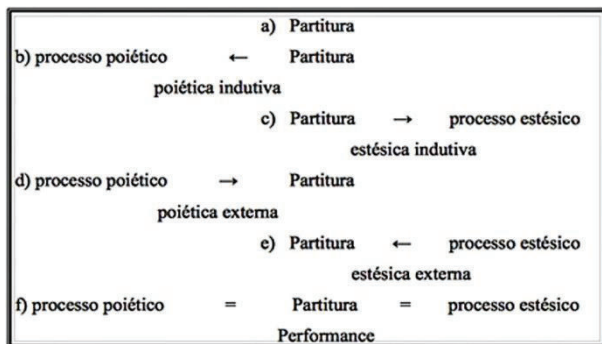 a) Partitura
b) processo poiético ← Partitura
poiética indutiva
c) Partitura → processo estésico
estésica indutiva
d) processo poiético → Partitura
poiética externa
e) Partitura ← processo estésico
estésica externa
f) processo poiético = Partitura = processo estésico
Performance